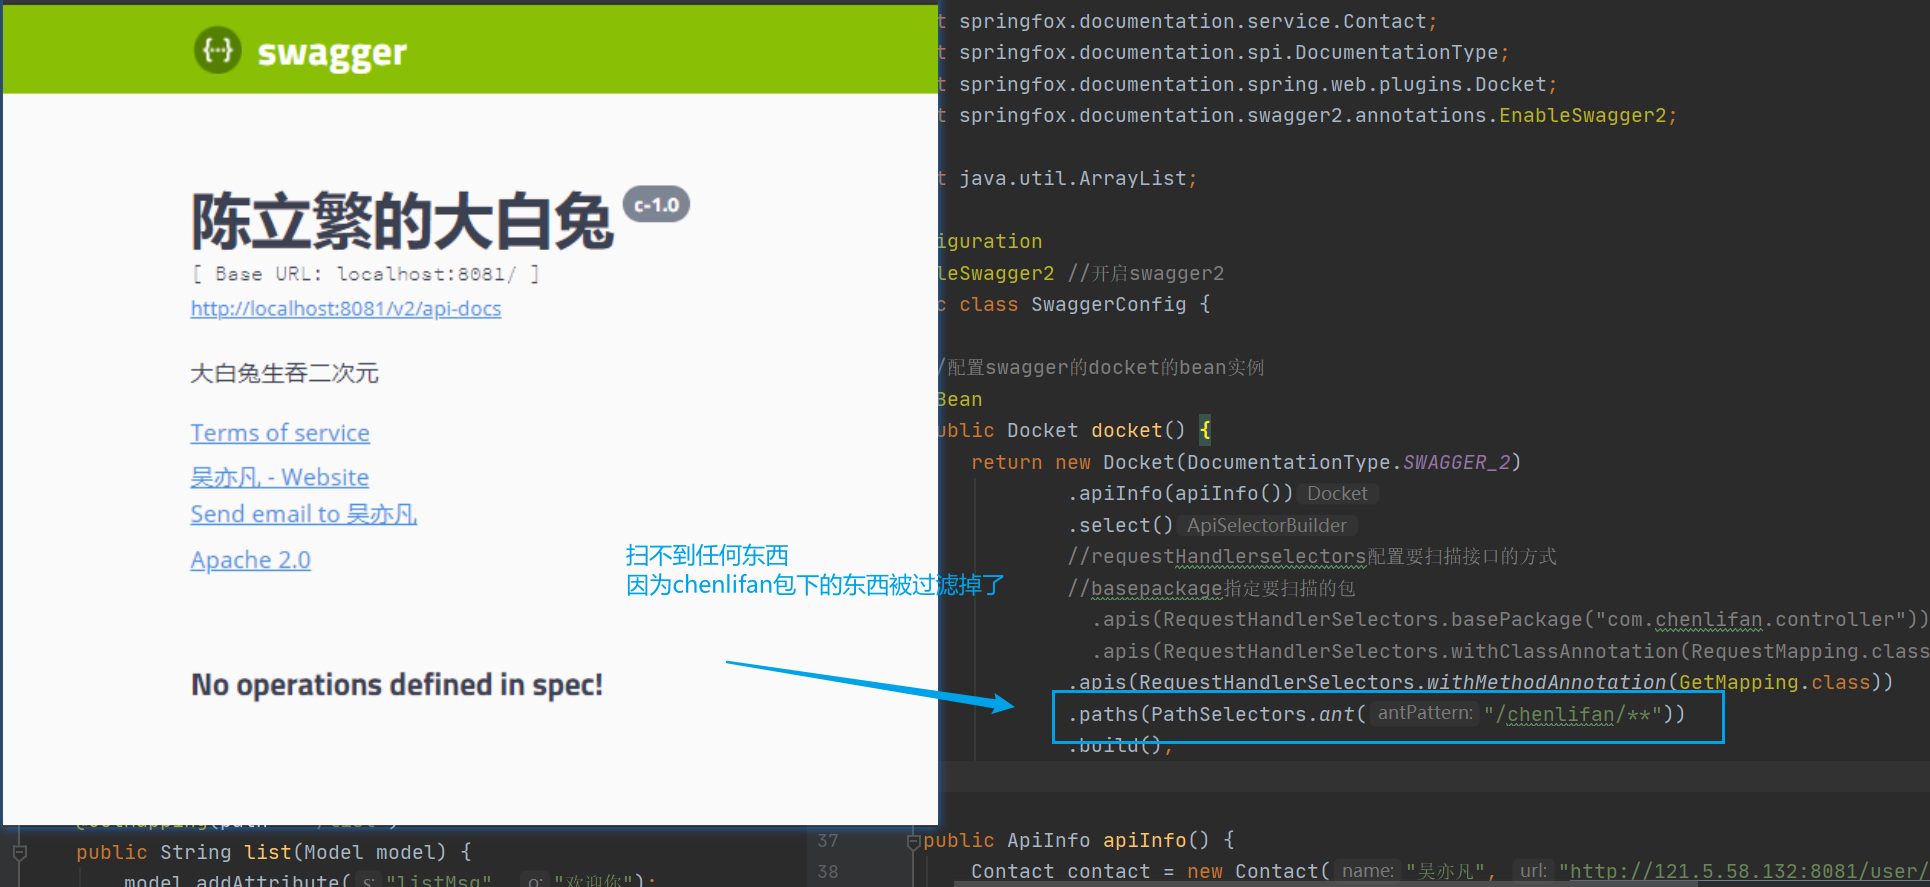 swagger
陈立繁的大白兔 c-1.0
[ Base URL: localhost:8081/ ]
http://localhost:8081/v2/api-docs
大白兔生吞二次元
Terms of service
吴亦凡 - Website
Send email to 吴亦凡
Apache 2.0
扫不到任何东西
因为chenlifan包下的东西被过滤掉了
No operations defined in spec!
t springfox.documentation.service.Contact;
t springfox.documentation.spi.DocumentationType;
t springfox.documentation.spring.web.plugins.Docket;
t springfox.documentation.swagger2.annotations.EnableSwagger2;
t java.util.ArrayList;
iguration
leSwagger2 //开启swagger2
c class SwaggerConfig {
/配置swagger的docket的bean实例
Bean
ublic Docket docket() {
return new Docket(DocumentationType.SWAGGER_2)
.apiInfo(apiInfo()) Docket
.select() ApiSelectorBuilder
//requestHandlerselectors配置要扫描接口的方式
//basepackage指定要扫描的包
.apis(RequestHandlerSelectors.basePackage("com.chenlifan.controller"))
.apis(RequestHandlerSelectors.withClassAnnotation(RequestMapping.class
.apis(RequestHandlerSelectors.withMethodAnnotation(GetMapping.class))
.paths(PathSelectors.ant( antPattern: "/chenlifan/**"))
.build();
public String list(Model model) {
model.addAttribute( s: "listMsg", o: "欢迎你");
37 public ApiInfo apiInfo() {
38 Contact contact = new Contact( name: "吴亦凡", url: "http://121.5.58.132:8081/user/